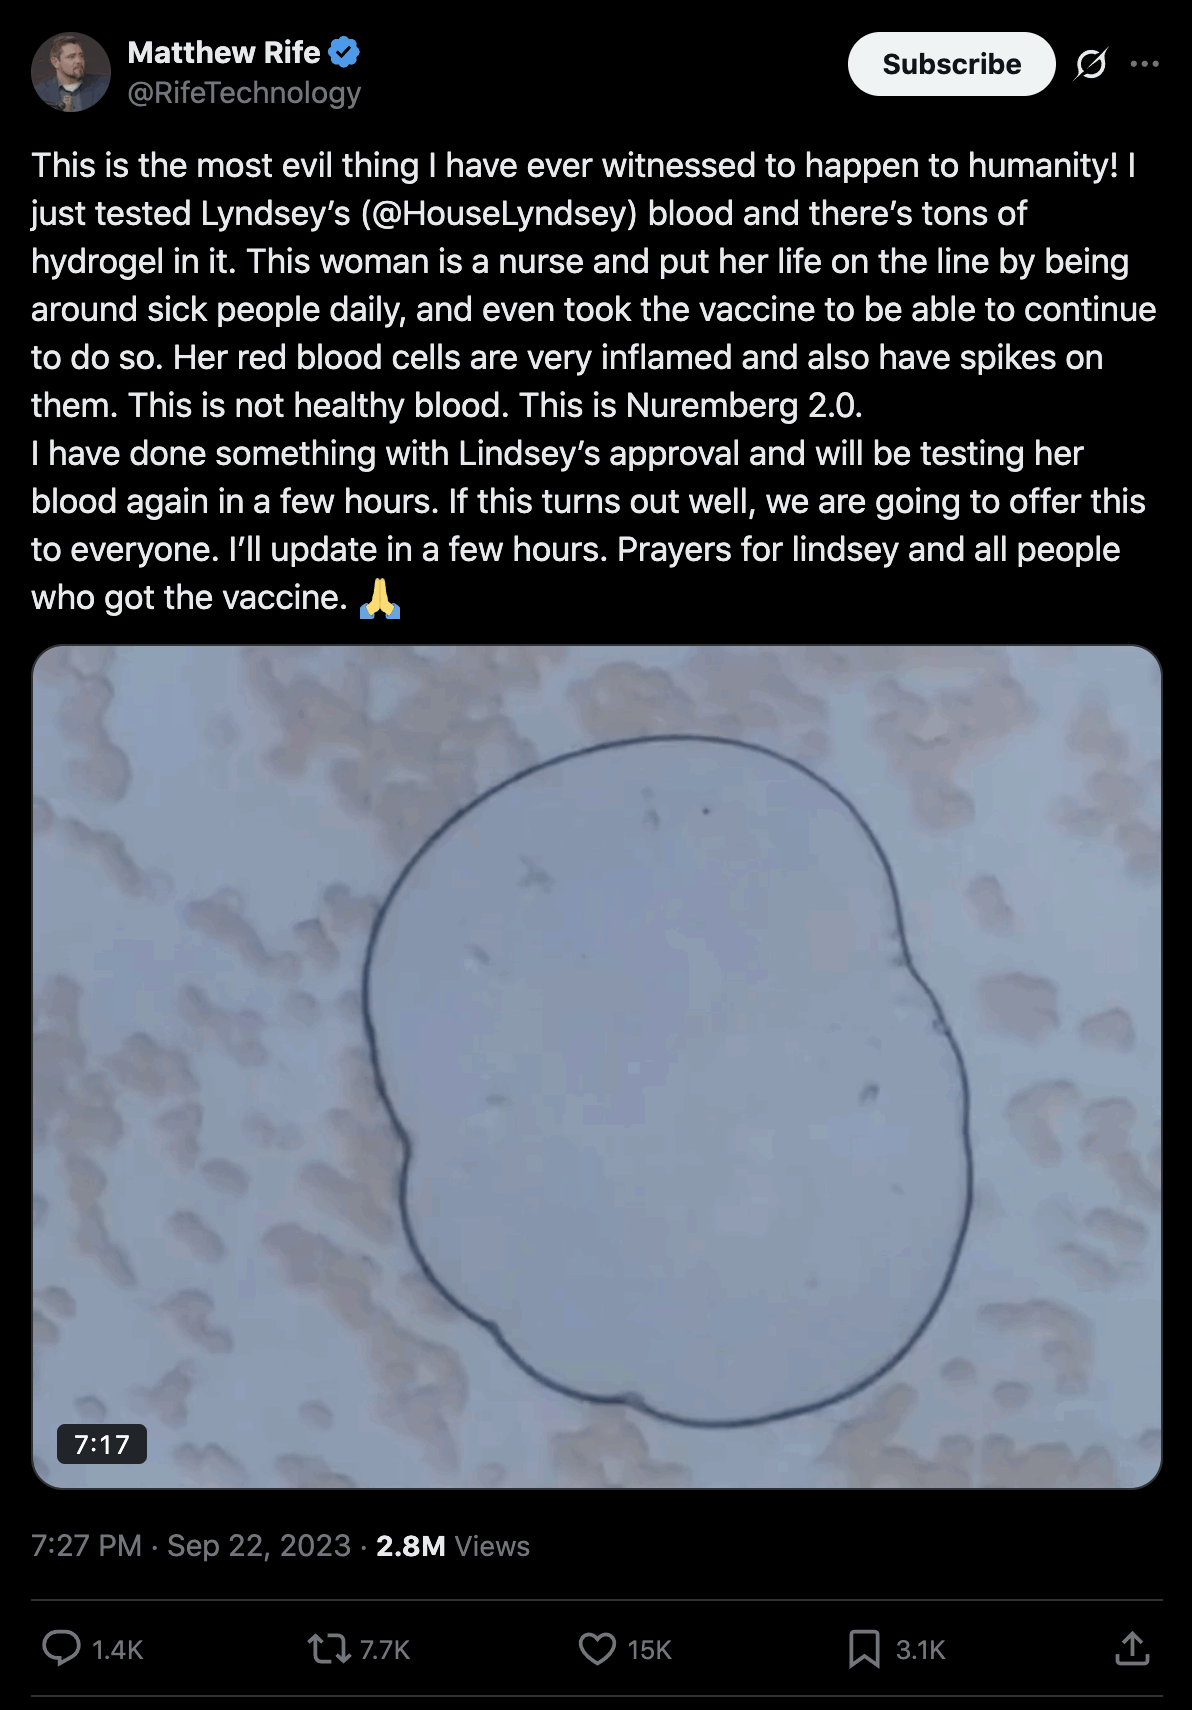 Matthew Rife
@RifeTechnology
Subscribe
This is the most evil thing I have ever witnessed to happen to humanity! I
just tested Lyndsey’s (@HouseLyndsey) blood and there’s tons of
hydrogel in it. This woman is a nurse and put her life on the line by being
around sick people daily, and even took the vaccine to be able to continue
to do so. Her red blood cells are very inflamed and also have spikes on
them. This is not healthy blood. This is Nuremberg 2.0.
I have done something with Lindsey’s approval and will be testing her
blood again in a few hours. If this turns out well, we are going to offer this
to everyone. I’ll update in a few hours. Prayers for lindsey and all people
who got the vaccine. 🙏
7:17
7:27 PM · Sep 22, 2023 · 2.8M Views
1.4K 7.7K 15K 3.1K